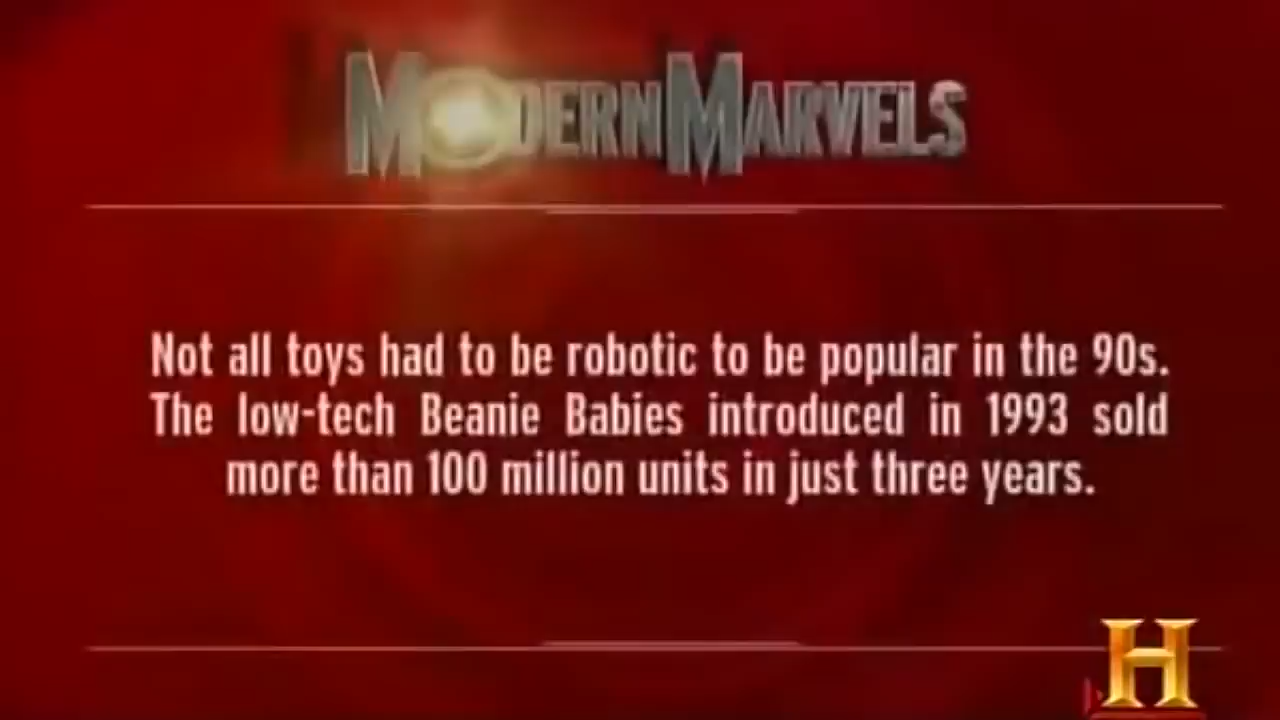 MODERN MARVELS
Not all toys had to be robotic to be popular in the 90s.
The low-tech Beanie Babies introduced in 1993 sold
more than 100 million units in just three years.
H